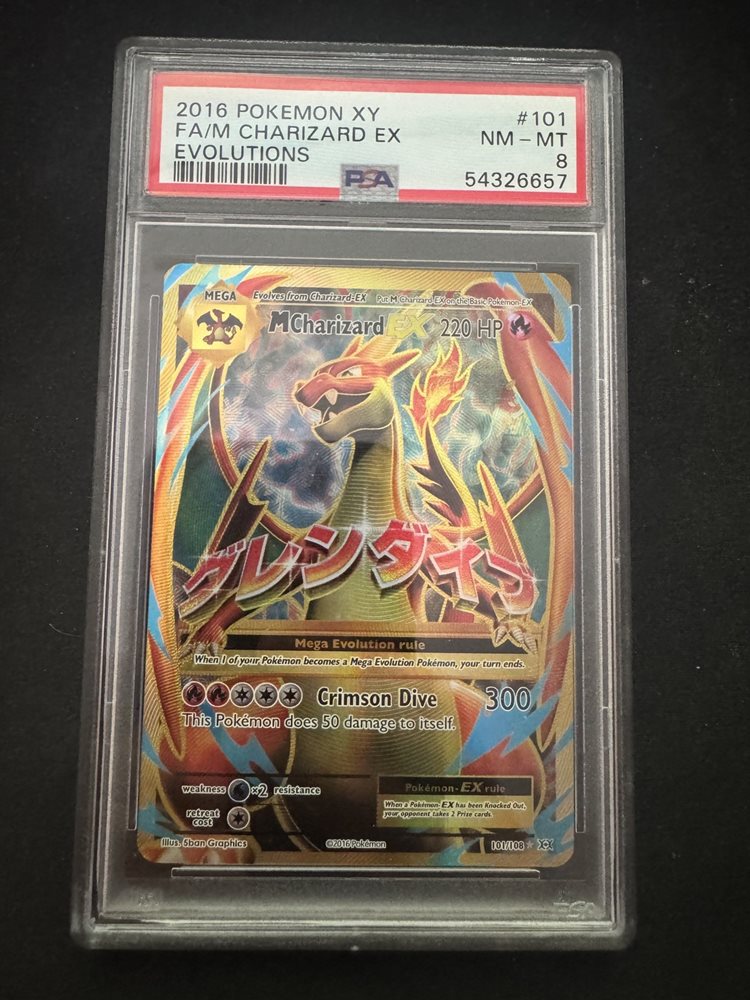 2016 POKEMON XY #101
FA/M CHARIZARD EX NM-MT
EVOLUTIONS 8
PSA 54326657
MEGA Evolves from Charizard-EX Put M Charizard-EX on the Basic Pokémon-EX
MCharizard EX 220 HP
グレンダイブ
Mega Evolution rule
When 1 of your Pokémon becomes a Mega Evolution Pokémon, your turn ends.
Crimson Dive 300
This Pokémon does 50 damage to itself.
weakness ×2 resistance
Pokémon-EX rule
retreat cost
When a Pokémon-EX has been Knocked Out,
your opponent takes 2 Prize cards.
Illus. 5ban Graphics ©2016 Pokémon 101/108 ★ XY